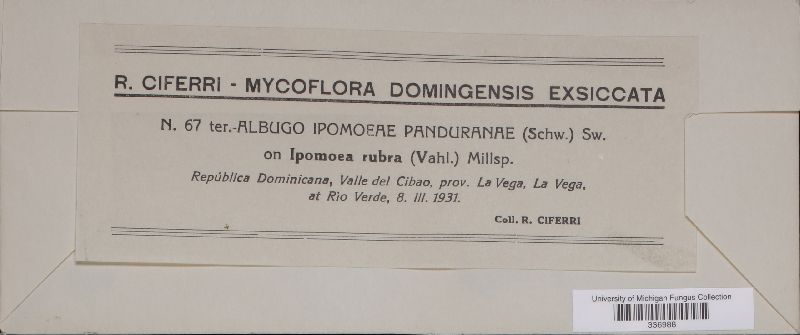 R. CIFERRI - MYCOFLORA DOMINGENSIS EXSICCATA
N. 67 ter.-ALBUGO IPOMOEAE PANDURANAE (Schw.) Sw.
on Ipomoea rubra (Vahl.) Millsp.
República Dominicana, Valle del Cibao, prov. La Vega, La Vega,
at Rio Verde, 8. III. 1931.
Coll. R. CIFERRI
University of Michigan Fungus Collection
336986